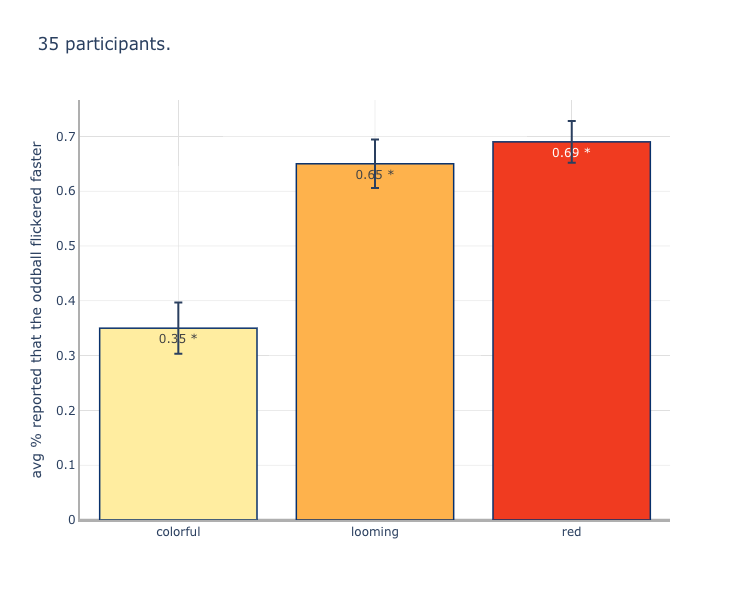 35 participants.
avg % reported that the oddball flickered faster
0.7
0.6
0.5
0.4
0.3
0.2
0.1
0
0.35 *
0.65 *
0.69 *
colorful
looming
red